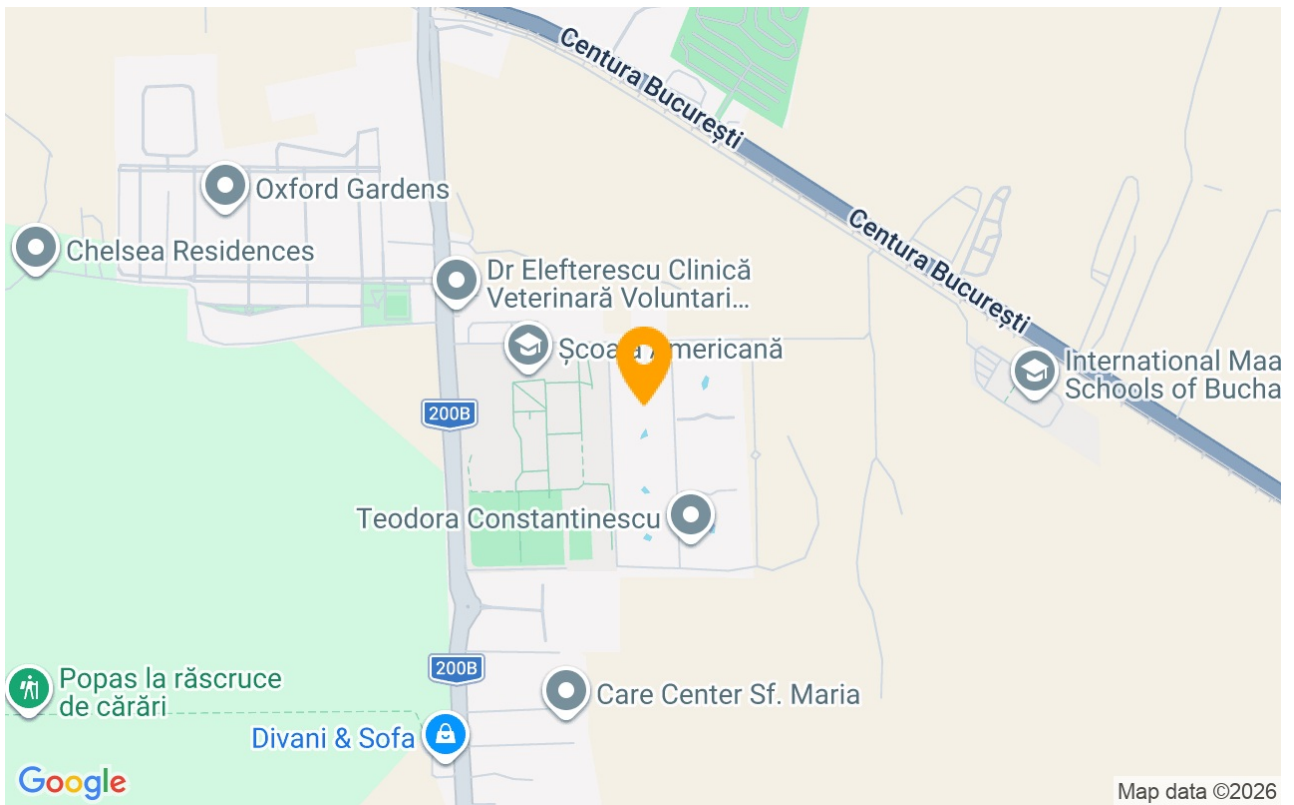 Centura București
Oxford Gardens
Centura București
Chelsea Residences
Dr Elefterescu Clinică
Veterinară Voluntari...
Școala Americană
International Maa
Schools of Bucha
200B
Teodora Constantinescu
200B
Popas la răscruce
de cărări
Care Center Sf. Maria
Divani & Sofa
Google
Map data ©2026